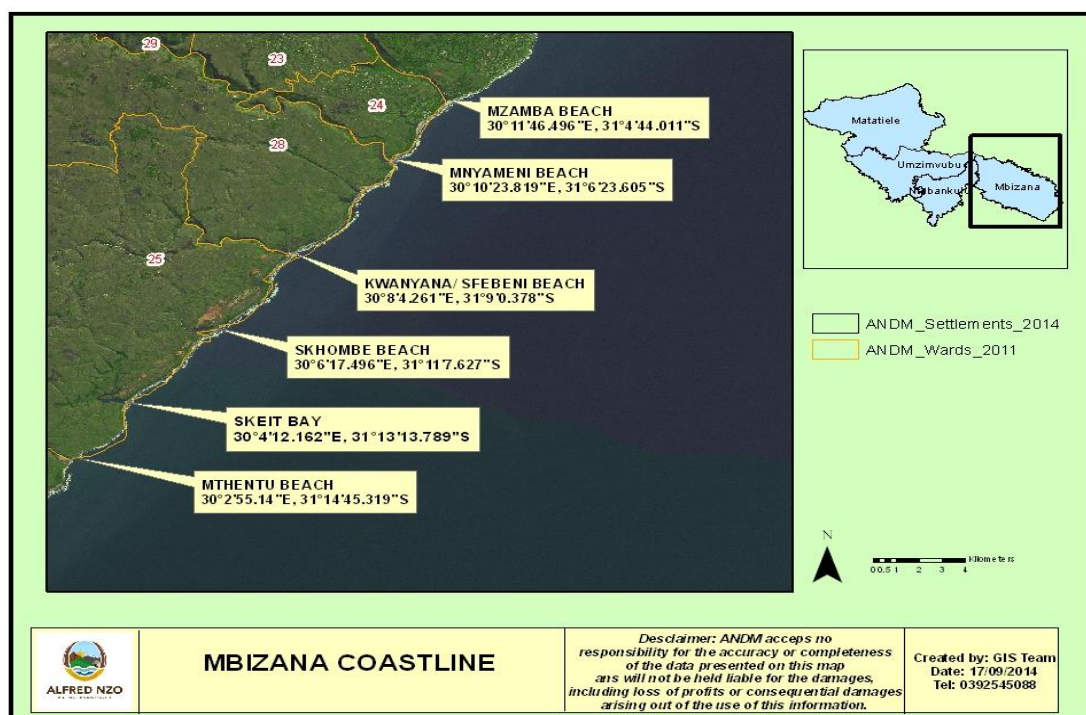 29
23
24
28
25
MZAMBA BEACH
30°11'46.496"E, 31°4'44.011"S
MNYAMENI BEACH
30°10'23.819"E, 31°6'23.605"S
KWANYANA/ SFEBENI BEACH
30°8'4.261"E, 31°9'0.378"S
SKHOMBE BEACH
30°6'17.496"E, 31°11'7.627"S
SKEIT BAY
30°4'12.162"E, 31°13'13.789"S
MTHENTU BEACH
30°2'55.14"E, 31°14'45.319"S
Matatiele
Umzimvubu
Mbizana
ANDM_Settlements_2014
ANDM_Wards_2011
N
Kilometers
0 0.5 1 2 3 4
ALFRED NZO
MBIZANA COASTLINE
Desclaimer: ANDM acceps no
responsibility for the accuracy or completeness
of the data presented on this map
ans will not be held liable for the damages,
including loss of profits or consequential damages
arising out of the use of this information.
Created by: GIS Team
Date: 17/09/2014
Tel: 0392545088